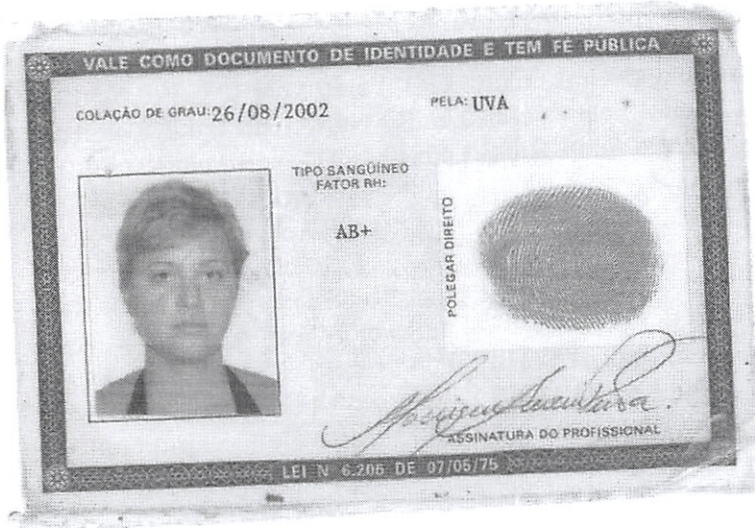 VALE COMO DOCUMENTO DE IDENTIDADE E TEM FÉ PÚBLICA
COLAÇÃO DE GRAU: 26/08/2002 PELA: UVA
TIPO SANGÜÍNEO
FATOR RH:
AB+
POLEGAR DIREITO
ASSINATURA DO PROFISSIONAL
LEI N 6.206 DE 07/05/75